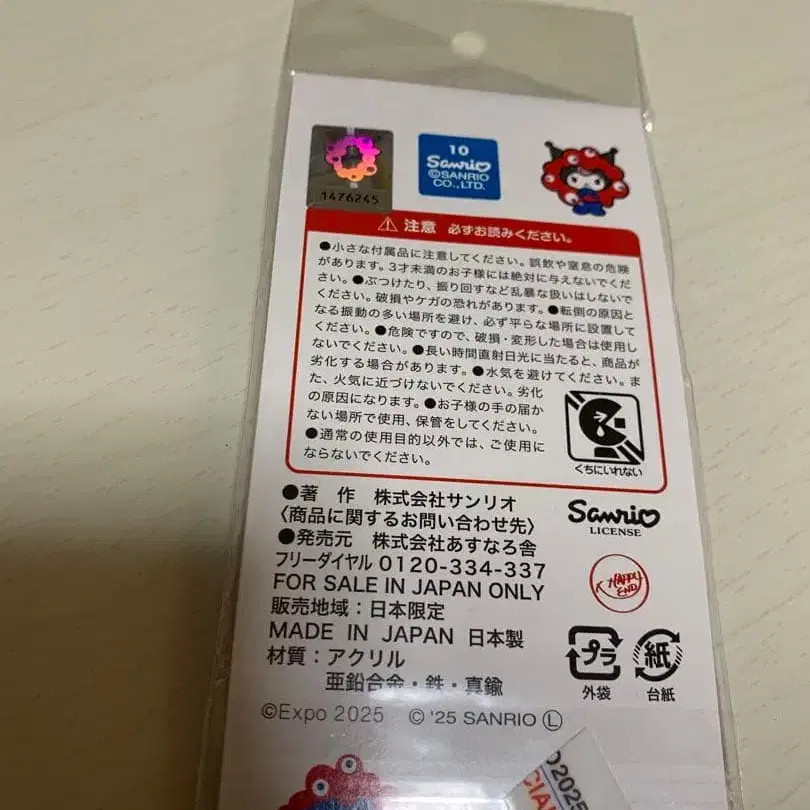 1476245
10
Sanrio
©SANRIO
CO.,LTD.
⚠注意 必ずお読みください。
●小さな付属品に注意してください。誤飲や窒息の危険
があります。3才未満のお子様には絶対に与えないでくだ
さい。●ぶつけたり、振り回すなど乱暴な扱いはしないで
ください。破損やケガの恐れがあります。●転倒の原因と
なる振動の多い場所を避け、必ず平らな場所に設置して
ください。●危険ですので、破損・変形した場合は使用し
ないでください。●長い時間直射日光に当たると、商品が
劣化する場合があります。●水気を避けてください。ま
た、火気に近づけないでください。劣化
の原因になります。●お子様の手の届か
ない場所で使用、保管をしてください。
●通常の使用目的以外では、ご使用に
ならないでください。
くちにいれない
●著 作 株式会社サンリオ
〈商品に関するお問い合わせ先〉
●発売元 株式会社あすなろ舎
フリーダイヤル 0120-334-337
FOR SALE IN JAPAN ONLY
販売地域：日本限定
MADE IN JAPAN 日本製
材質：アクリル
亜鉛合金・鉄・真鍮
Sanrio
LICENSE
HAPPY
END
プラ
外袋
紙
台紙
©Expo 2025 © '25 SANRIO Ⓛ
O2025
CIAL